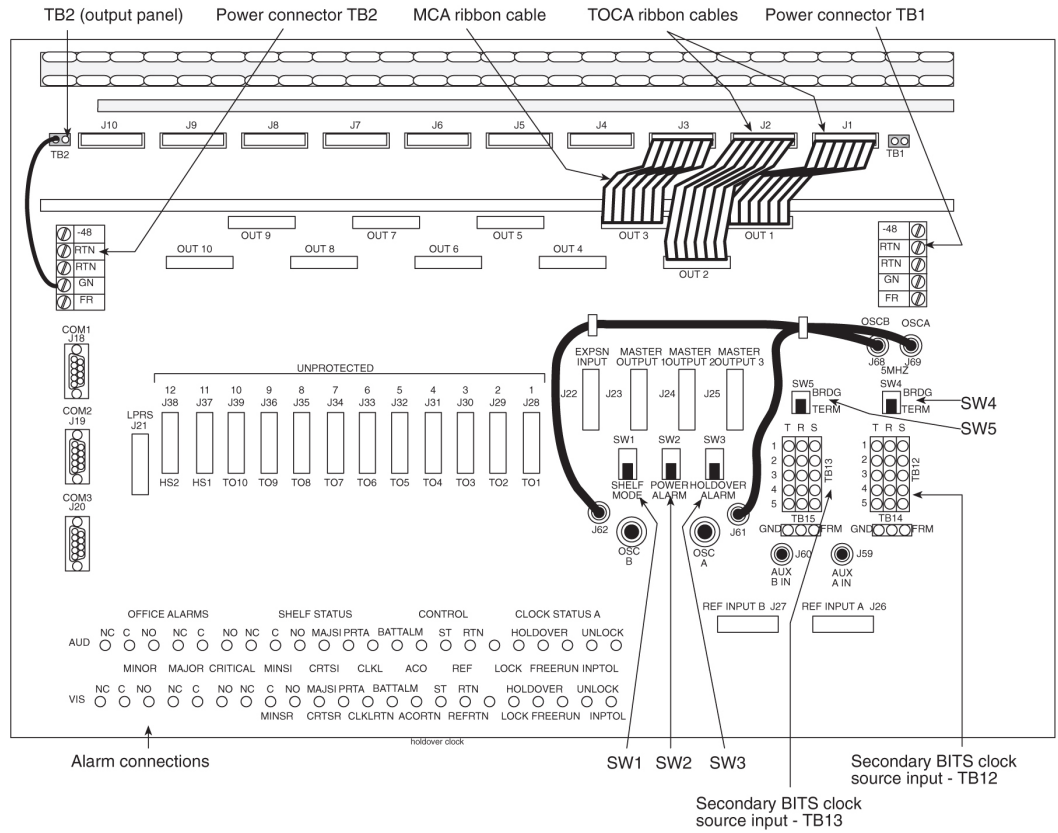 TB2 (output panel) Power connector TB2 MCA ribbon cable TOCA ribbon cables Power connector TB1
J10 J9 J8 J7 J6 J5 J4 J3 J2 J1
TB2 TB1
-48 -48
RTN RTN
RTN RTN
GN GN
FR FR
OUT 9 OUT 7 OUT 5 OUT 3 OUT 1
OUT 10 OUT 8 OUT 6 OUT 4 OUT 2
COM1
J18
COM2
J19
COM3
J20
OSCB OSCA
J68 J69
5MHZ
UNPROTECTED
12 11 10 9 8 7 6 5 4 3 2 1
LPRS
J21
J38 J37 J39 J36 J35 J34 J33 J32 J31 J30 J29 J28
HS2 HS1 TO10 TO9 TO8 TO7 TO6 TO5 TO4 TO3 TO2 TO1
EXPSN INPUT MASTER OUTPUT 1 MASTER OUTPUT 2 MASTER OUTPUT 3
J22 J23 J24 J25
SW5 BRDG TERM SW4 BRDG TERM
SW4
SW5
SW1 SW2 SW3
SHELF MODE POWER ALARM HOLDOVER ALARM
T R S T R S
1 1
2 2
3 3
4 4
5 5
TB13 TB12
TB15 TB14
GND FRM GND FRM
J62 J61 J60 J59
OSC B OSC A AUX B IN AUX A IN
REF INPUT B J27 REF INPUT A J26
OFFICE ALARMS SHELF STATUS CONTROL CLOCK STATUS A
NC C NO NC C NO NC C NO MAJSI PRTA BATTALM ST RTN HOLDOVER UNLOCK
AUD
MINOR MAJOR CRITICAL MINSI CRTSI CLKL ACO REF LOCK FREERUN INPTOL
NC C NO NC C NO NC C NO MAJSI PRTA BATTALM ST RTN HOLDOVER UNLOCK
VIS
MINSR CRTSR CLKLRTN ACORTN REFRTN LOCK FREERUN INPTOL
holdover clock
Alarm connections SW1 SW2 SW3
Secondary BITS clock
source input - TB12
Secondary BITS clock
source input - TB13